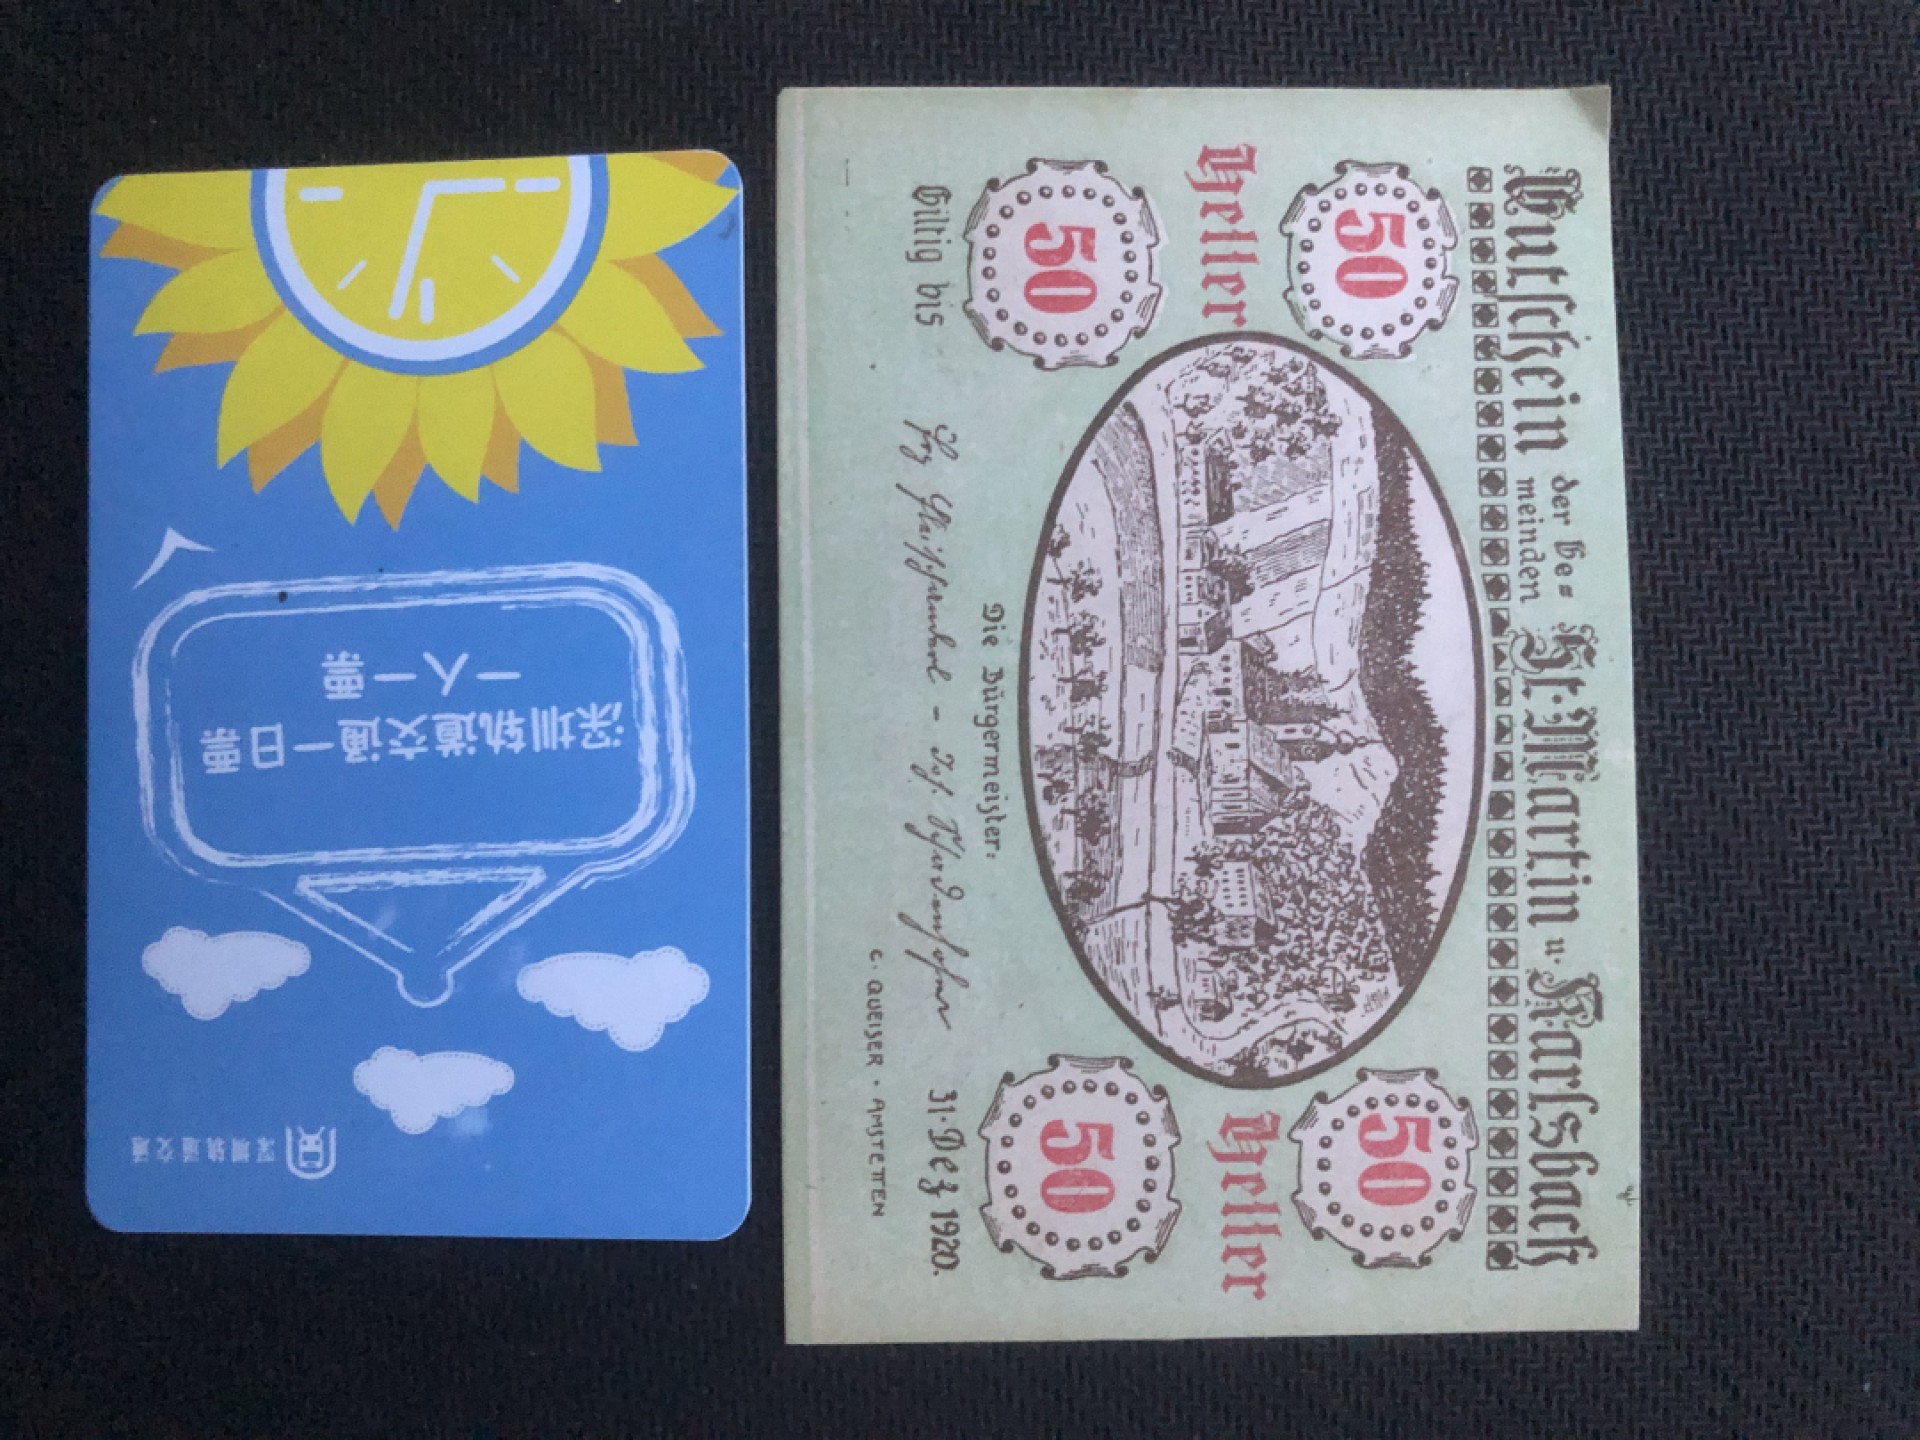 深圳轨道交通一日票
一人一票
深圳轨道交通
Gutschein der Ge=
meinden St. Martin u. Karlsbach
50 Heller 50
50 Heller 50
50
50
Die Bürgermeister:
Giltig bis
31. Dez 1920.
C. QUEISER · AMSTETTEN